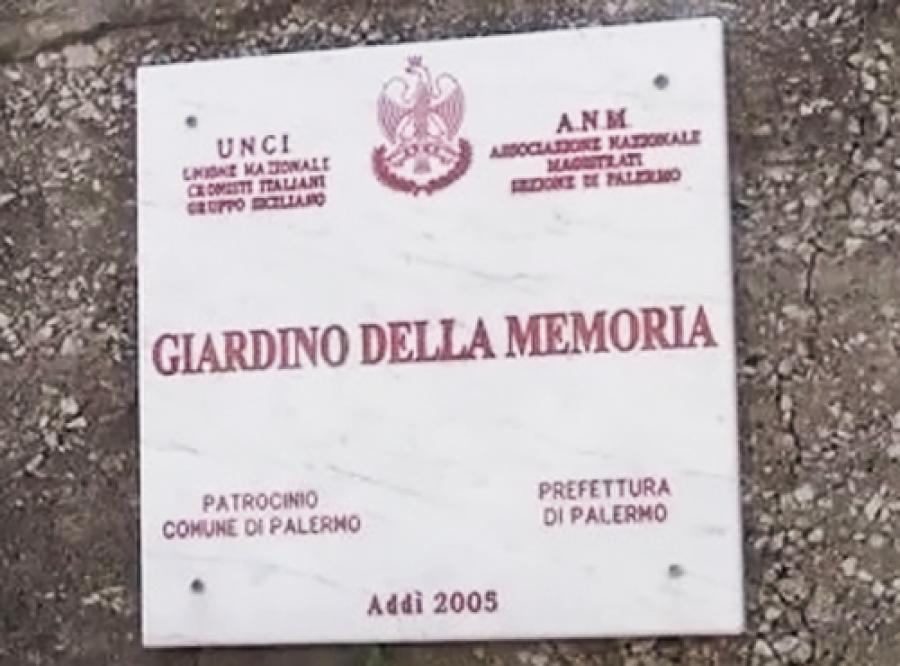 UNCI
UNIONE NAZIONALE
CRONISTI ITALIANI
GRUPPO SICILIANO
A.N.M.
ASSOCIAZIONE NAZIONALE
MAGISTRATI
SEZIONE DI PALERMO
GIARDINO DELLA MEMORIA
PATROCINIO
COMUNE DI PALERMO
PREFETTURA
DI PALERMO
Addì 2005